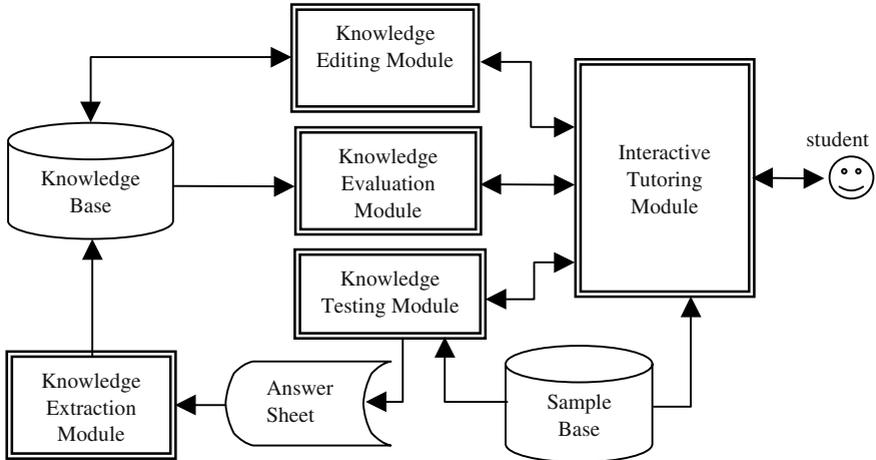 Knowledge
Editing Module
Knowledge
Base
Knowledge
Evaluation
Module
Interactive
Tutoring
Module
student
Knowledge
Testing Module
Knowledge
Extraction
Module
Answer
Sheet
Sample
Base